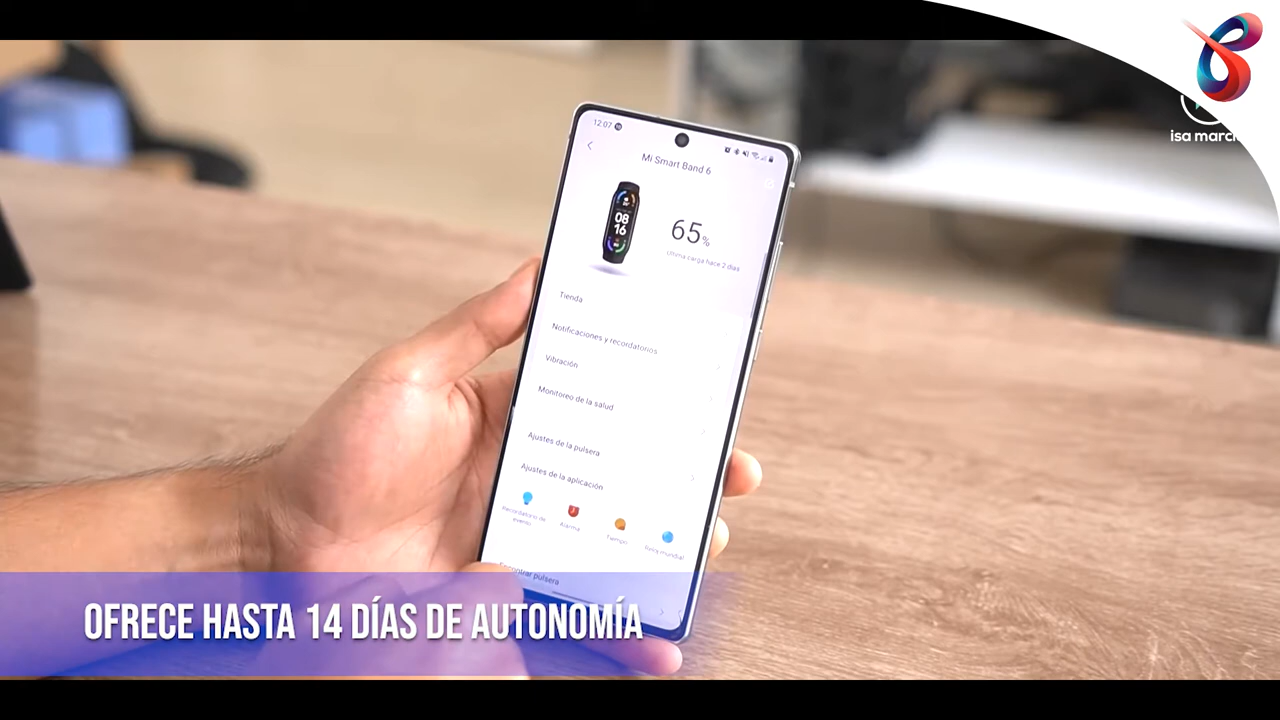 isa marc
12:07
Mi Smart Band 6
08
16
65%
Última carga hace 2 días
Tienda
Notificaciones y recordatorios
Vibración
Monitoreo de la salud
Ajustes de la pulsera
Ajustes de la aplicación
Recordatorio de
evento
Alarma
Tiempo
Reloj mundial
Encontrar pulsera
OFRECE HASTA 14 DÍAS DE AUTONOMÍA